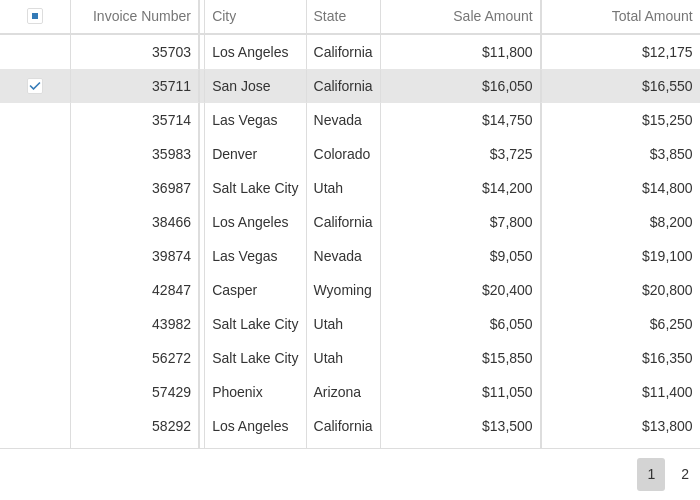 Invoice Number City State Sale Amount Total Amount
35703 Los Angeles California $11,800 $12,175
35711 San Jose California $16,050 $16,550
35714 Las Vegas Nevada $14,750 $15,250
35983 Denver Colorado $3,725 $3,850
36987 Salt Lake City Utah $14,200 $14,800
38466 Los Angeles California $7,800 $8,200
39874 Las Vegas Nevada $9,050 $19,100
42847 Casper Wyoming $20,400 $20,800
43982 Salt Lake City Utah $6,050 $6,250
56272 Salt Lake City Utah $15,850 $16,350
57429 Phoenix Arizona $11,050 $11,400
58292 Los Angeles California $13,500 $13,800
1 2